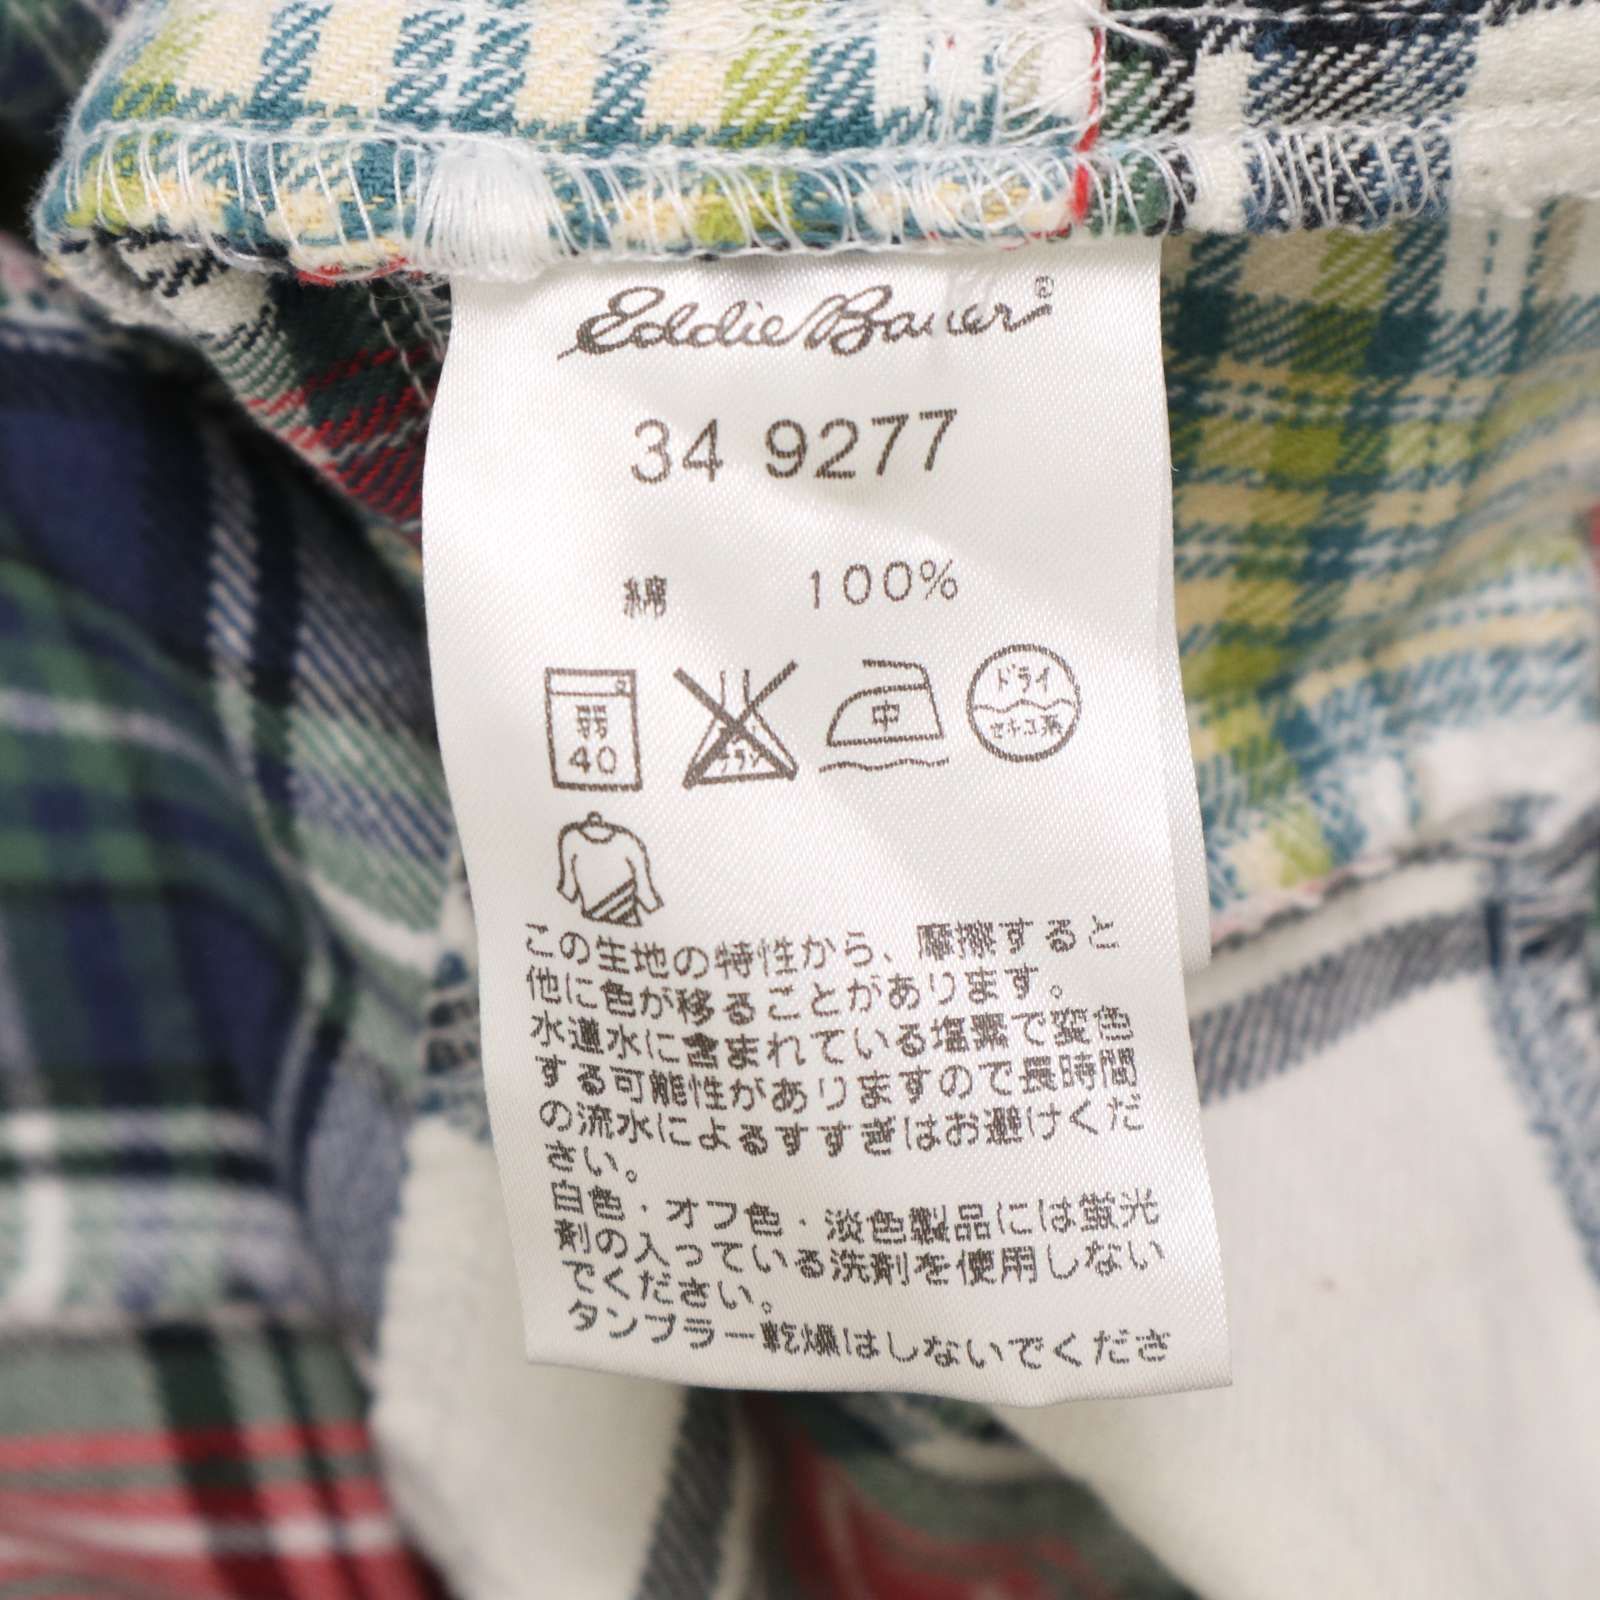 Eddie Bauer®
34 9277
綿 100%
弱 40
中
ドライ
セキユ系
この生地の特性から、摩擦すると
他に色が移ることがあります。
水道水に含まれている塩素で変色
する可能性がありますので長時間
の流水によるすすぎはお避けくだ
さい。
白色・オフ色・淡色製品には蛍光
剤の入っている洗剤を使用しない
でください。
タンブラー乾燥はしないでくださ